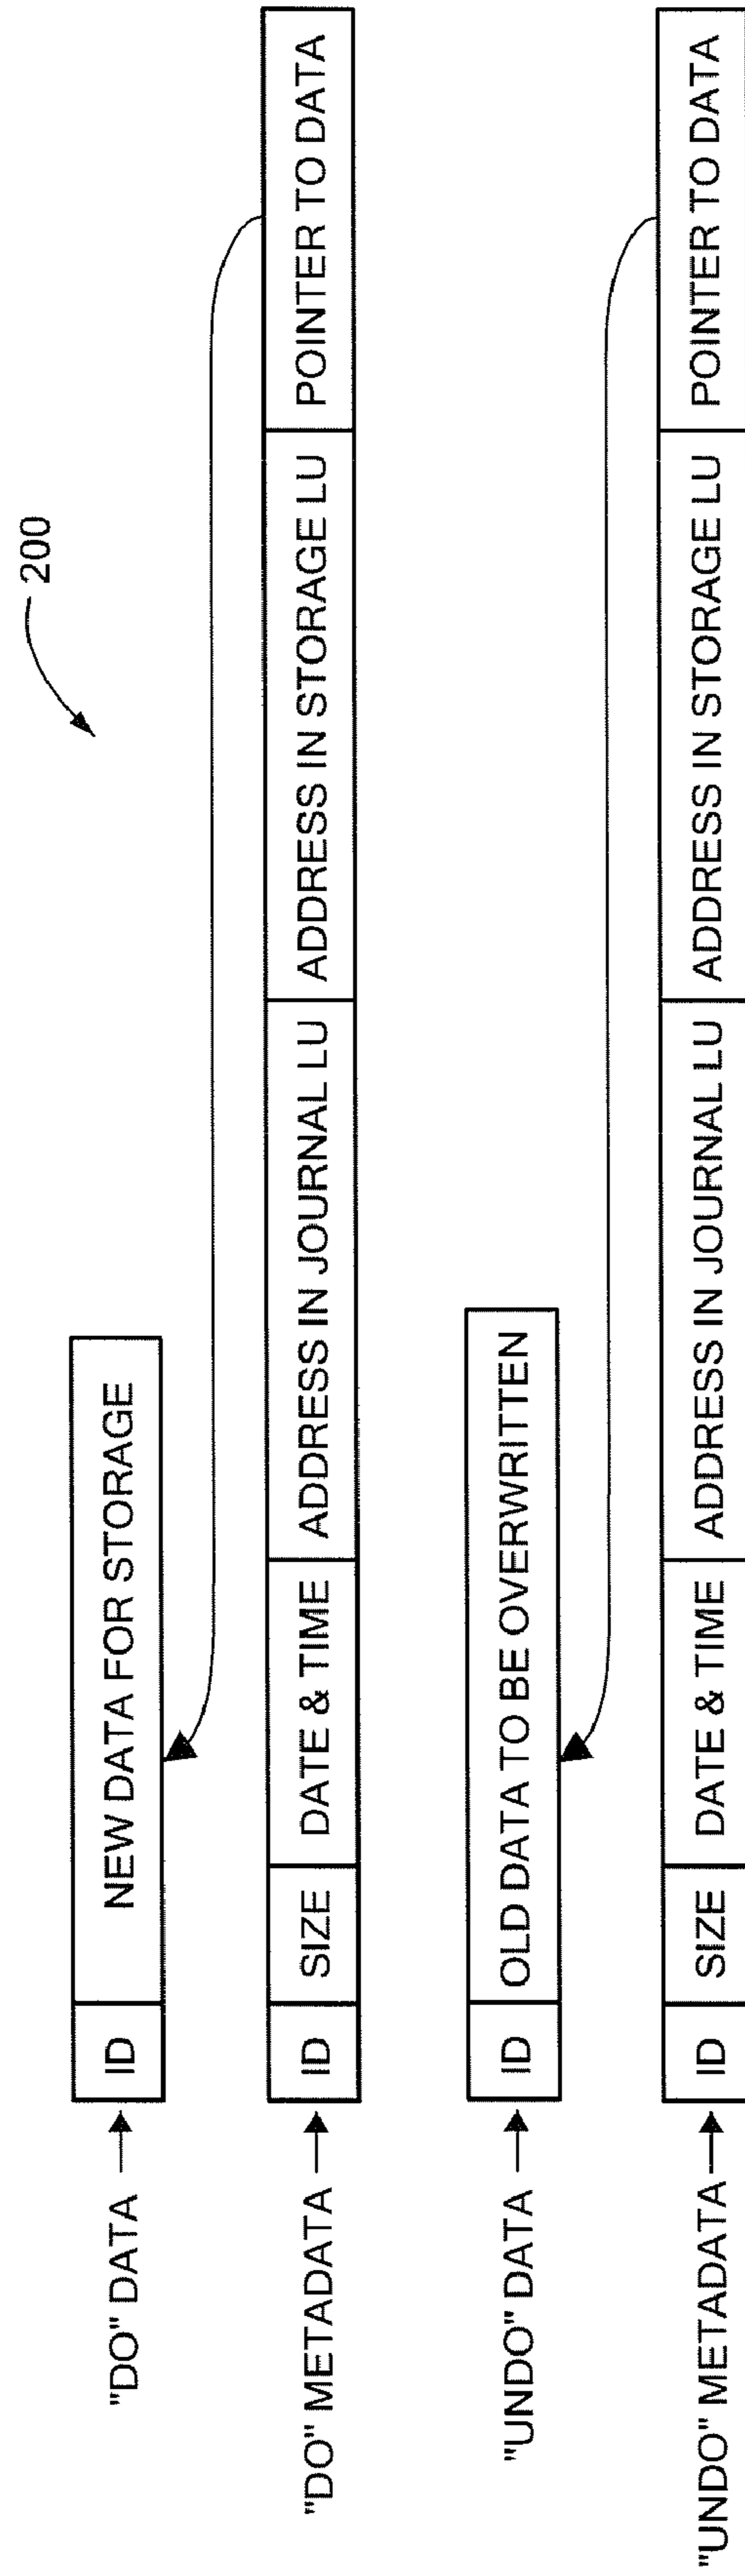 200
"DO" DATA
ID NEW DATA FOR STORAGE
"DO" METADATA
ID SIZE DATE & TIME ADDRESS IN JOURNAL LU ADDRESS IN STORAGE LU POINTER TO DATA
"UNDO" DATA
ID OLD DATA TO BE OVERWRITTEN
"UNDO" METADATA
ID SIZE DATE & TIME ADDRESS IN JOURNAL LU ADDRESS IN STORAGE LU POINTER TO DATA